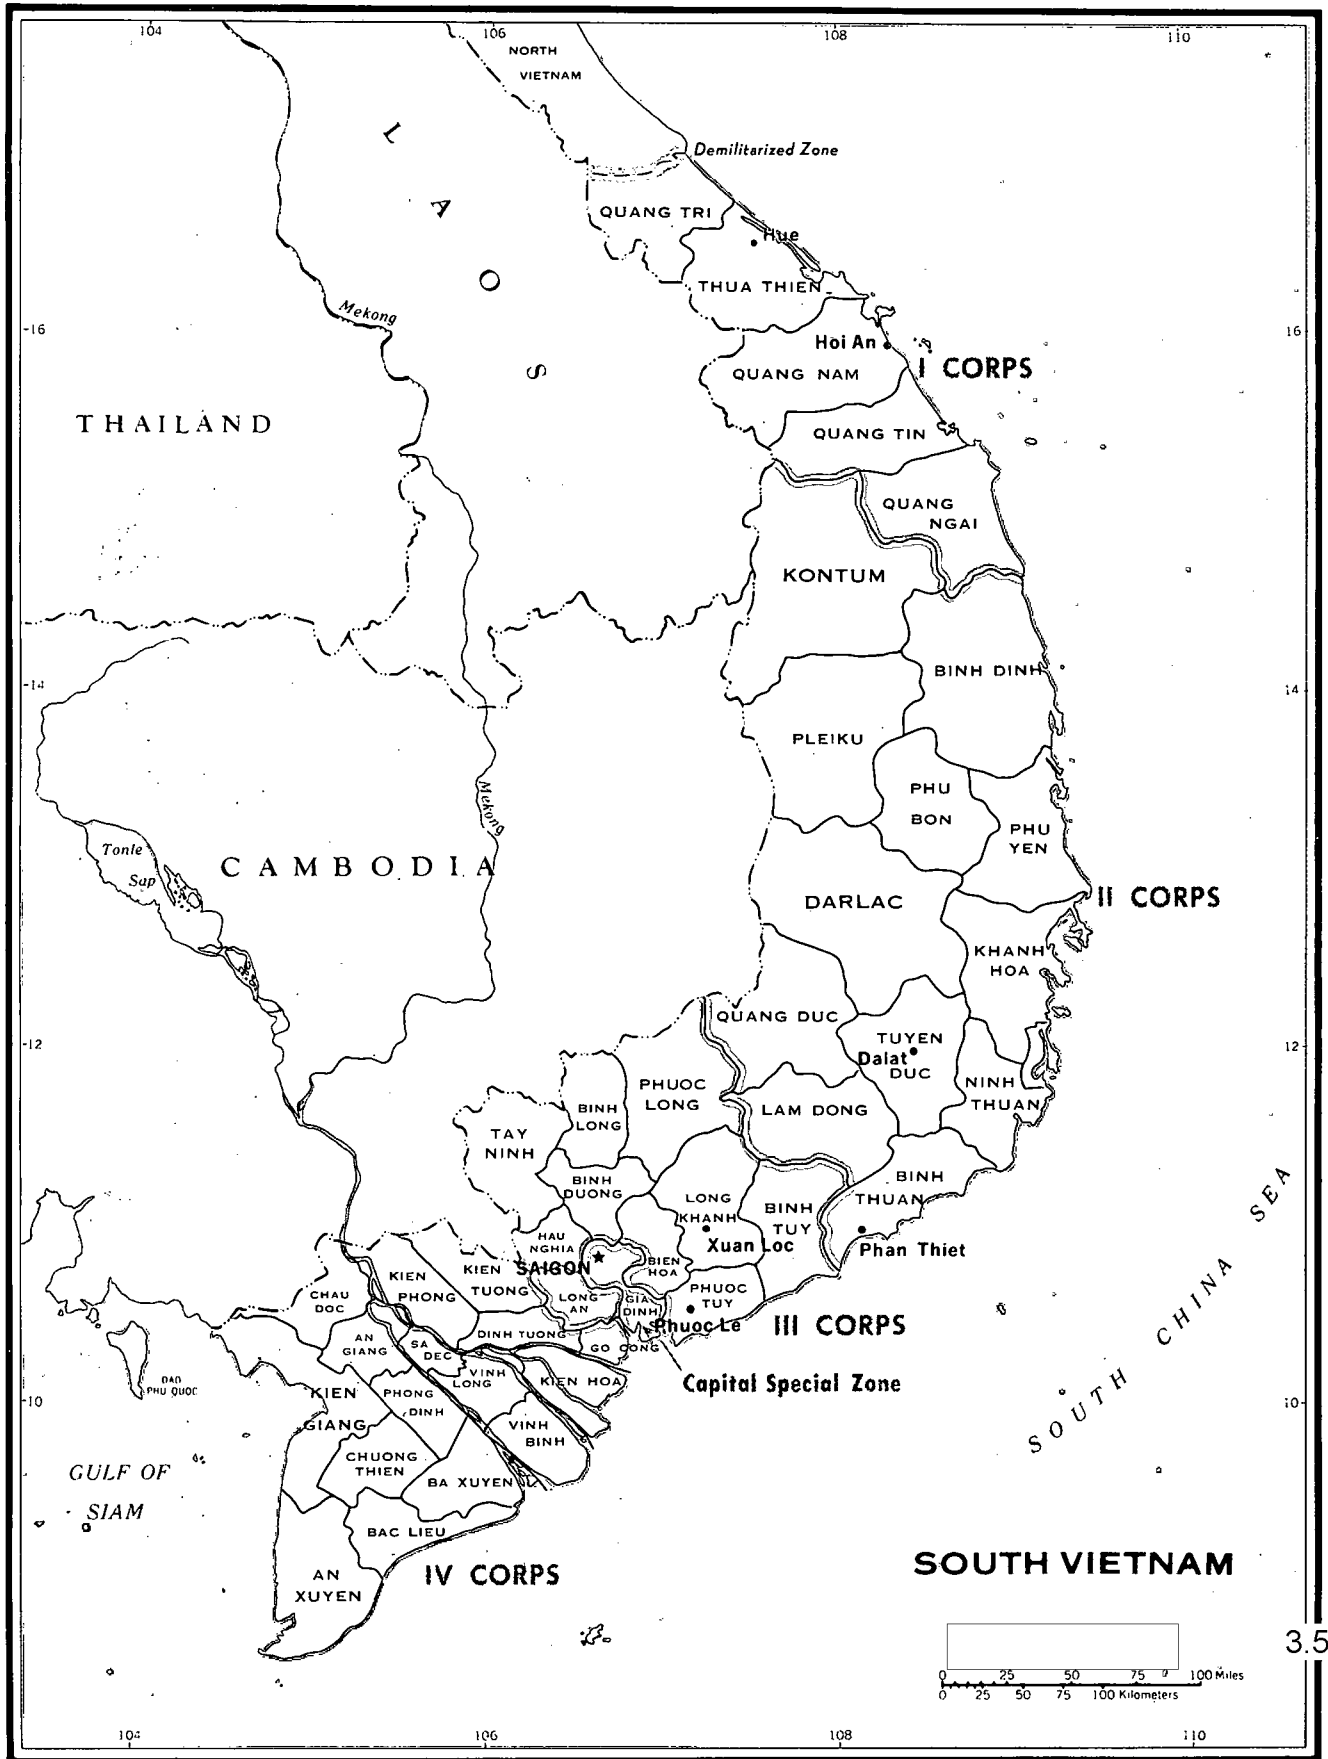 104
106
108
110
NORTH
VIETNAM
L
A
O
S
Demilitarized Zone
QUANG TRI
Hue
THUA THIEN
Mekong
16
16
Hoi An
QUANG NAM
I CORPS
THAILAND
QUANG TIN
QUANG
NGAI
KONTUM
BINH DINH
14
14
PLEIKU
PHU
BON
PHU
YEN
Mekong
Tonle
Sap
CAMBODIA
DARLAC
II CORPS
KHANH
HOA
QUANG DUC
TUYEN
DUC
Dalat
12
12
PHUOC
LONG
BINH
LONG
LAM DONG
NINH
THUAN
TAY
NINH
BINH
DUONG
LONG
KHANH
BINH
TUY
BINH
THUAN
Xuan Loc
Phan Thiet
HAU
NGHIA
SAIGON
BIEN
HOA
KIEN
PHONG
KIEN
TUONG
CHAU
DOC
LONG
AN
GIA
DINH
PHUOC
TUY
Phuoc Le
III CORPS
AN
GIANG
SA
DEC
DINH TUONG
GO CONG
Capital Special Zone
VINH
LONG
KIEN HOA
DAO
PHU QUOC
KIEN
GIANG
PHONG
DINH
10
10
VINH
BINH
CHUONG
THIEN
BA XUYEN
GULF OF
SIAM
SOUTH CHINA SEA
BAC LIEU
AN
XUYEN
IV CORPS
SOUTH VIETNAM
3.5
0 25 50 75 100 Miles
0 25 50 75 100 Kilometers
104
106
108
110